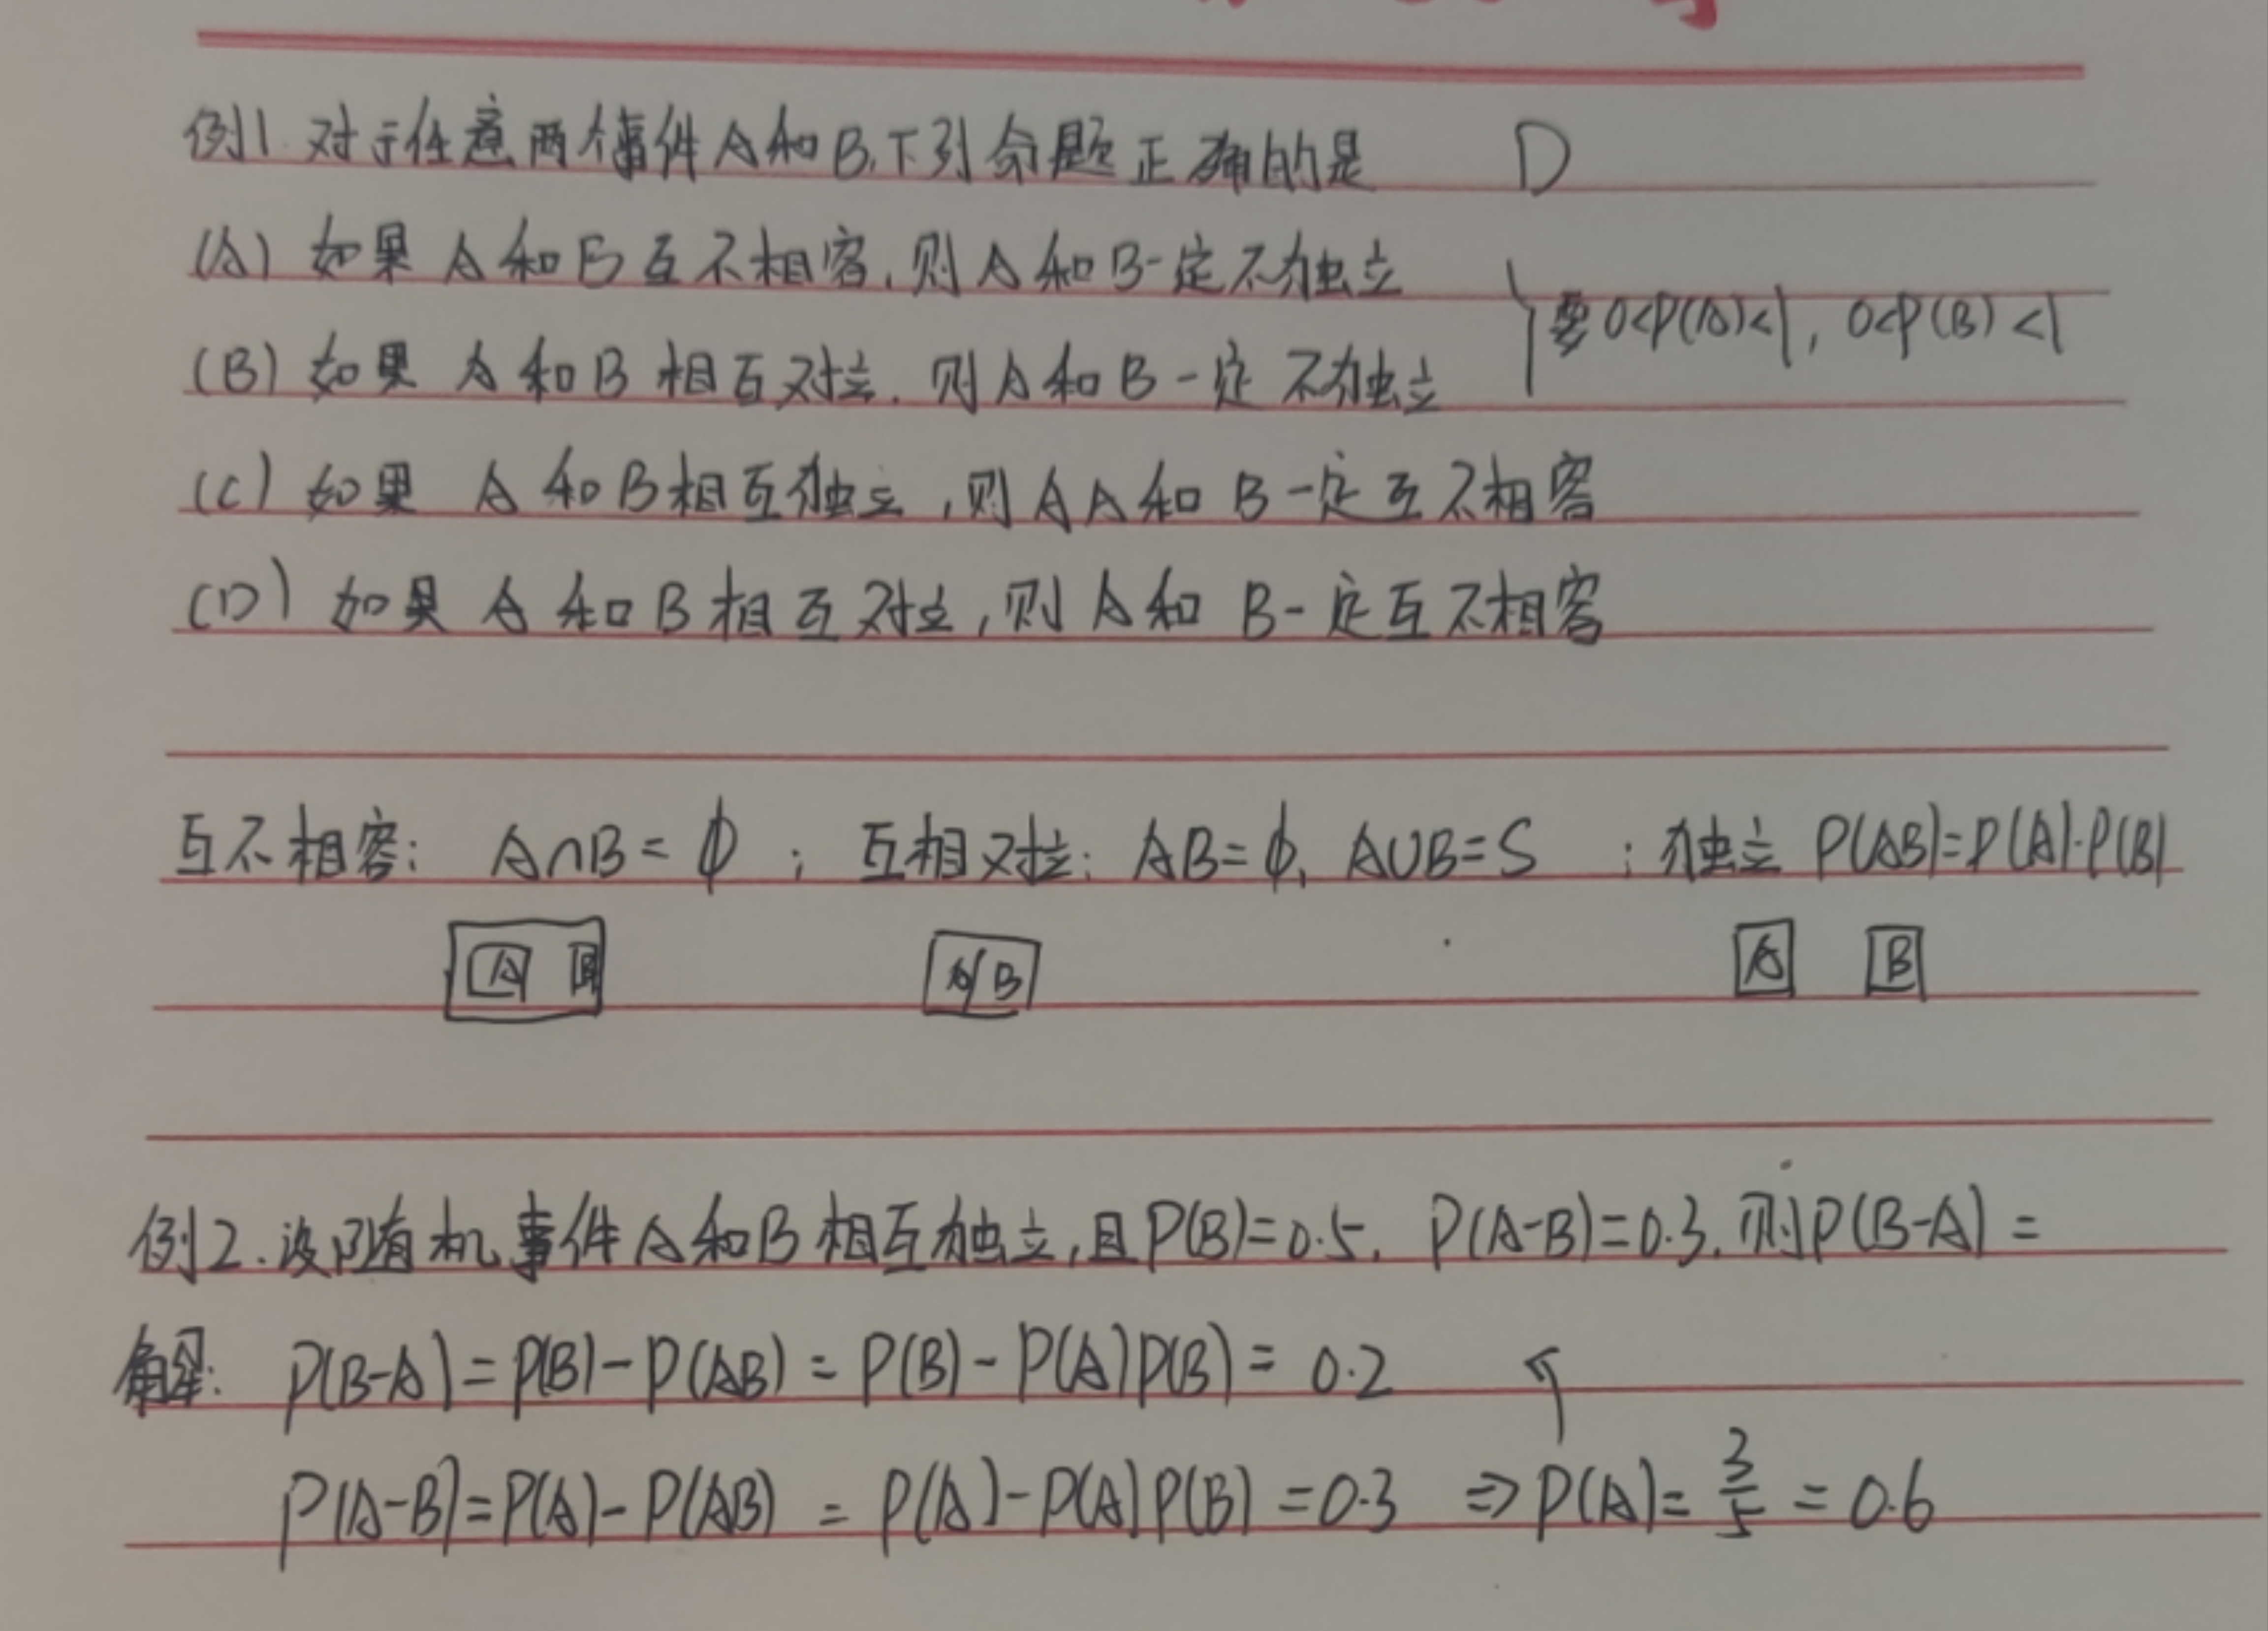 例1.对于任意两个事件A和B,下列命题正确的是 D
(A) 如果A和B互不相容,则A和B一定不独立
(B) 如果A和B相互对立,则A和B一定不独立
要0<P(A)<1, 0<P(B)<1
(C) 如果A和B相互独立,则A和B一定互不相容
(D) 如果A和B相互对立,则A和B一定互不相容
互不相容: A∩B=ϕ ; 互相对立: AB=ϕ, A∪B=S ; 独立 P(AB)=P(A)·P(B)
A B A B A B
例2.设随机事件A和B相互独立,且P(B)=0.5, P(A-B)=0.3,则P(B-A)=
解: P(B-A)=P(B)-P(AB)=P(B)-P(A)P(B)=0.2
P(A-B)=P(A)-P(AB)=P(A)-P(A)P(B)=0.3 ⇒P(A)=3/5=0.6